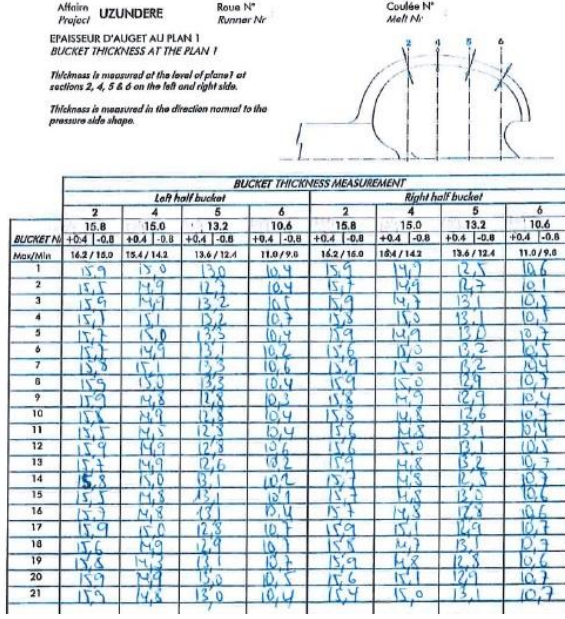 Affaire Roue N° Coulée N°
Project UZUNDERE Runner Nr Melt Nr
EPAISSEUR D'AUGET AU PLAN 1
BUCKET THICKNESS AT THE PLAN 1
2 4 5 6
Thickness is measured at the level of plane1 at
sections 2, 4, 5 & 6 on the left and right side.
Thickness is measured in the direction normal to the
pressure side shape.
BUCKET THICKNESS MEASUREMENT
Left half bucket Right half bucket
2 4 5 6 2 4 5 6
15.8 15.0 13.2 10.6 15.8 15.0 13.2 10.6
BUCKET N +0.4 -0.8 +0.4 -0.8 +0.4 -0.8 +0.4 -0.8 +0.4 -0.8 +0.4 -0.8 +0.4 -0.8 +0.4 -0.8
Max/Min 16.2 / 15.0 15.4 / 14.2 13.6 / 12.4 11.0 / 9.8 16.2 / 15.0 15.4 / 14.2 13.6 / 12.4 11.0 / 9.8
1 15,9 15,0 13,0 10,4 15,9 14,9 12,5 10,6
2 15,5 14,9 12,9 10,4 15,7 14,9 12,7 10,1
3 15,9 14,9 13,2 10,5 15,9 14,7 13,1
4 15,1 13,2 10,7 15,8 15,0 13,1
5 15,7 15,0 13,3 10,4 14,9 13,0 10,7
6 15,7 14,9 13,1 10,2 15,6 15,0 13,2 10,5
7 15,8 15,1 13,3 10,6 15,9 15,0 13,2 10,4
8 15,9 15,0 13,3 10,4 15,9 15,0 12,9 10,7
9 15,9 14,8 12,8 10,3 15,8 14,9 12,9 10,4
10 15,8 14,9 12,8 10,4 15,8 14,8 12,6 10,7
11 15,5 14,5 12,8 10,4 15,6 14,8 13,1 10,4
12 15,9 14,9 12,8 10,6 15,6 15,0 13,1 10,5
13 15,7 14,9 12,6 10,2 15,9 14,8 13,2 10,7
14 15,8 15,0 13,1 10,2 15,7 14,8 12,5 10,7
15 15,5 14,8 13,1 15,7 14,8 13,0 10,6
16 15,7 14,8 13,1 10,4 15,7 14,8 12,8 10,6
17 15,9 15,0 12,8 10,7 15,9 15,1 12,9 10,7
18 15,6 14,9 12,9 10,7 15,8 14,7 13,1
19 15,8 14,3 13,1 10,7 15,9 14,8 12,8 10,6
20 15,9 14,9 13,0 10,5 15,6 15,1 12,9 10,7
21 15,9 14,8 13,0 10,4 15,4 15,0 13,1 10,7